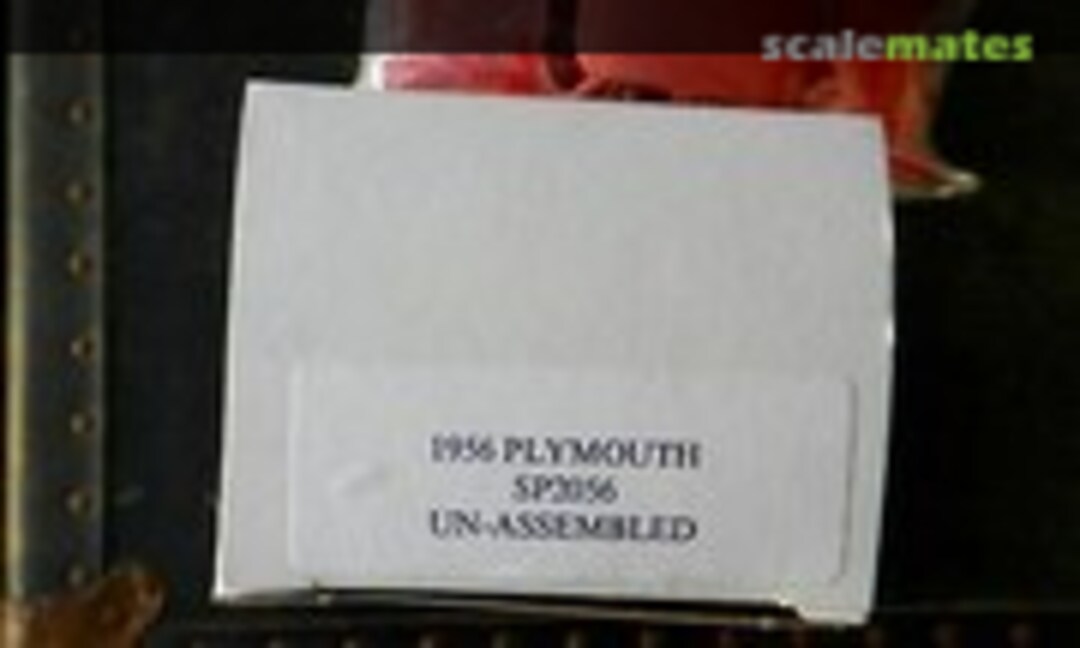 scalemates
1956 PLYMOUTH
SP2056
UN-ASSEMBLED